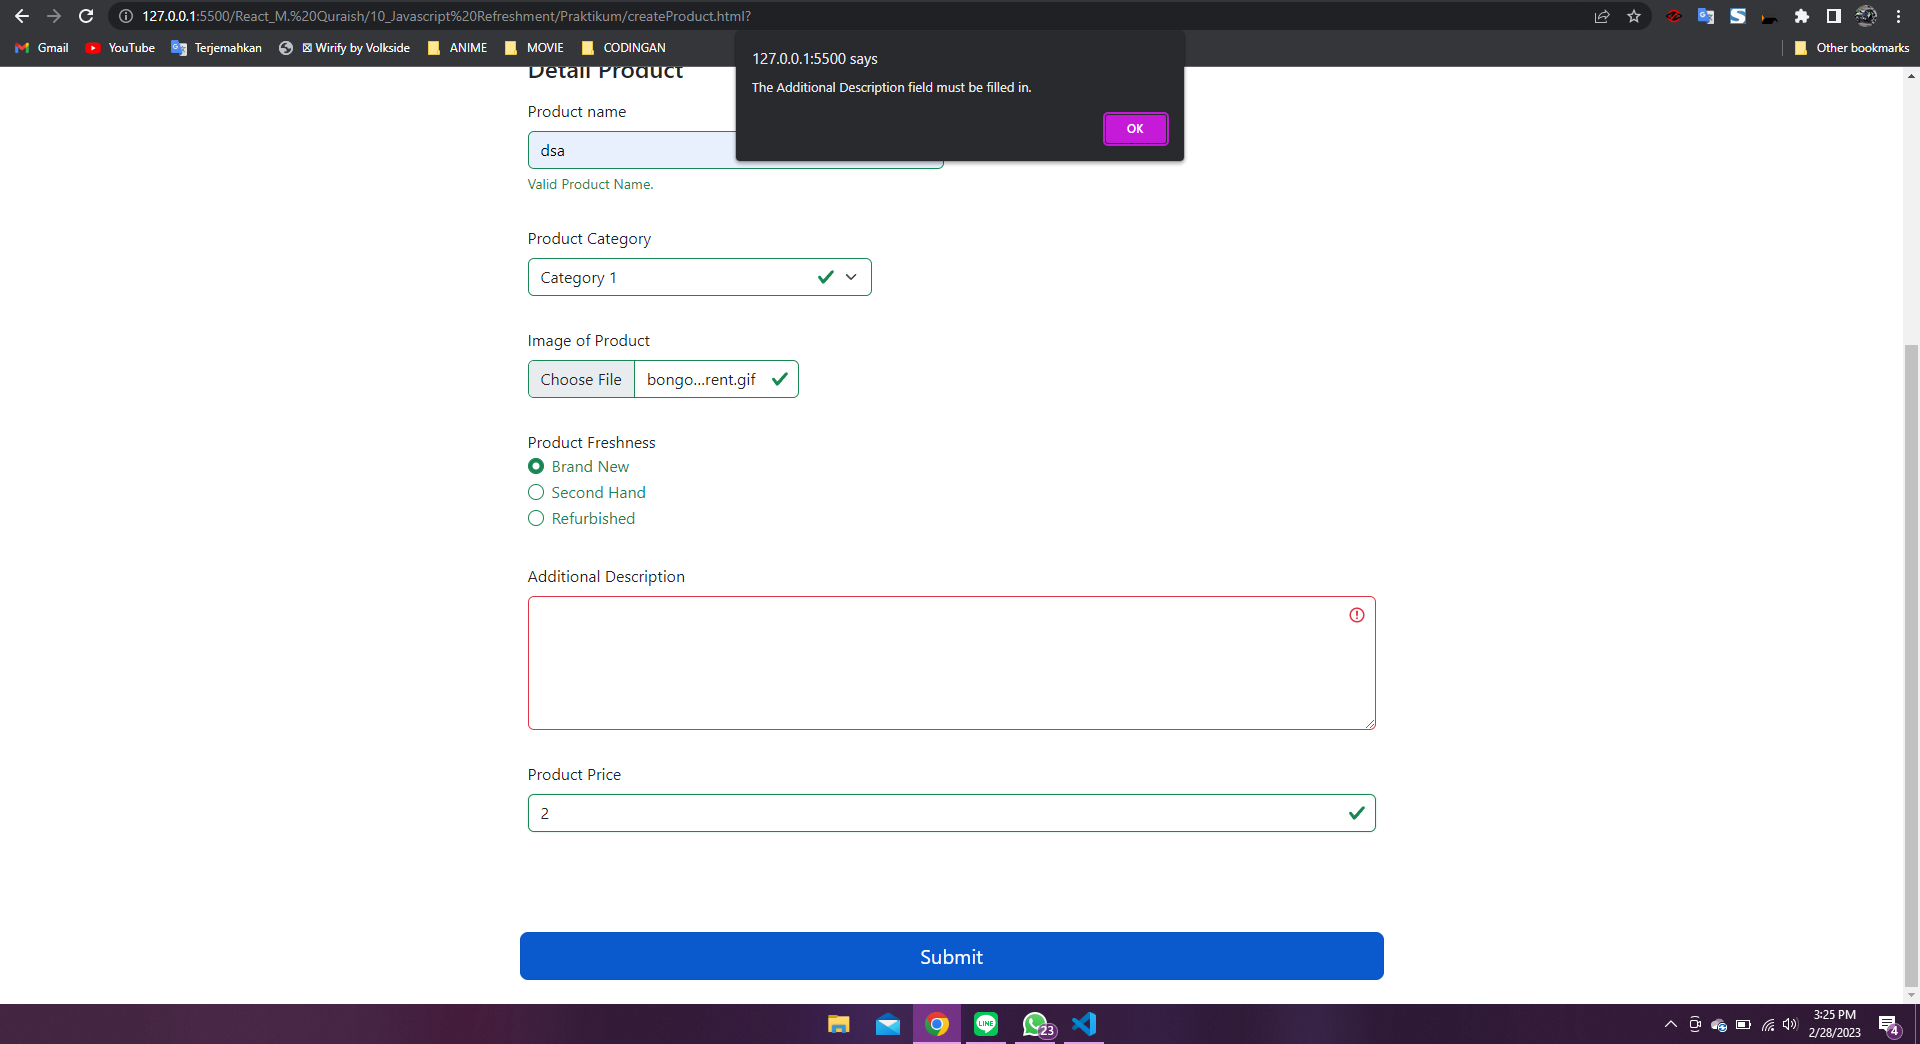 127.0.0.1:5500/React_M.%20Quraish/10_Javascript%20Refreshment/Praktikum/createProduct.html?
Gmail YouTube Terjemahkan Wirify by Volkside ANIME MOVIE CODINGAN Other bookmarks
127.0.0.1:5500 says
The Additional Description field must be filled in.
OK
Detail Product
Product name
dsa
Valid Product Name.
Product Category
Category 1
Image of Product
Choose File bongo...rent.gif
Product Freshness
Brand New
Second Hand
Refurbished
Additional Description
Product Price
2
Submit
LINE
23
3:25 PM
2/28/2023
4